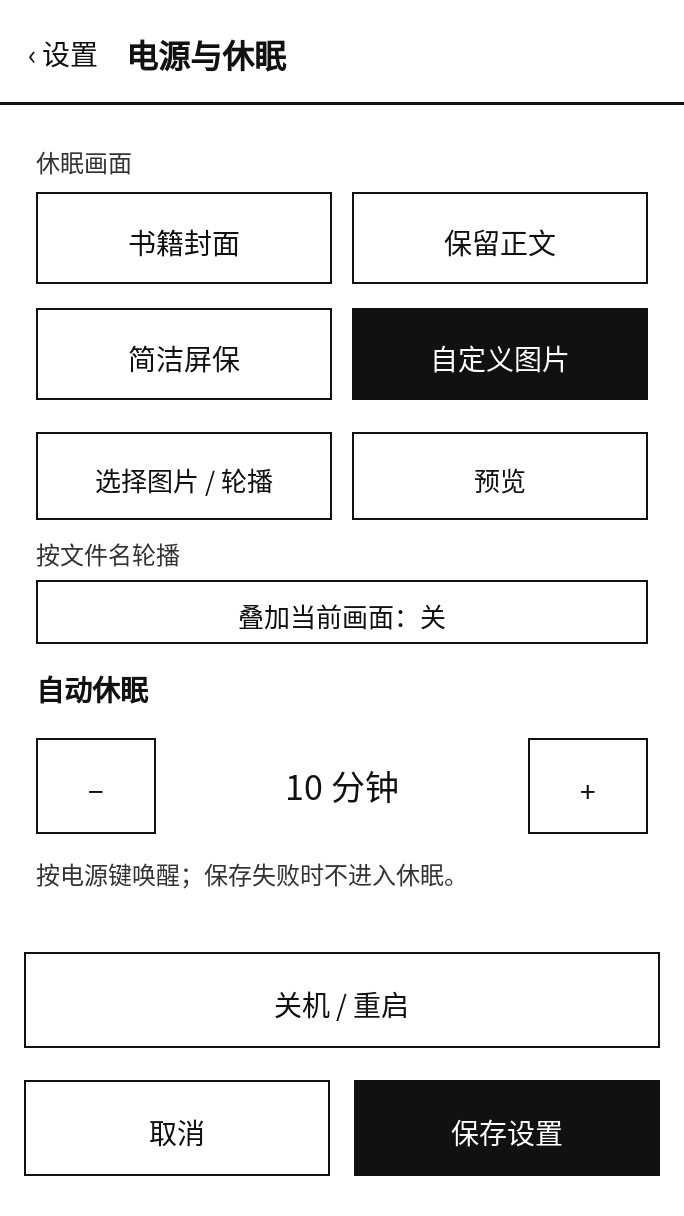 ‹ 设置 电源与休眠
休眠画面
书籍封面 保留正文
简洁屏保 自定义图片
选择图片 / 轮播 预览
按文件名轮播
叠加当前画面：关
自动休眠
− 10 分钟 +
按电源键唤醒；保存失败时不进入休眠。
关机 / 重启
取消 保存设置